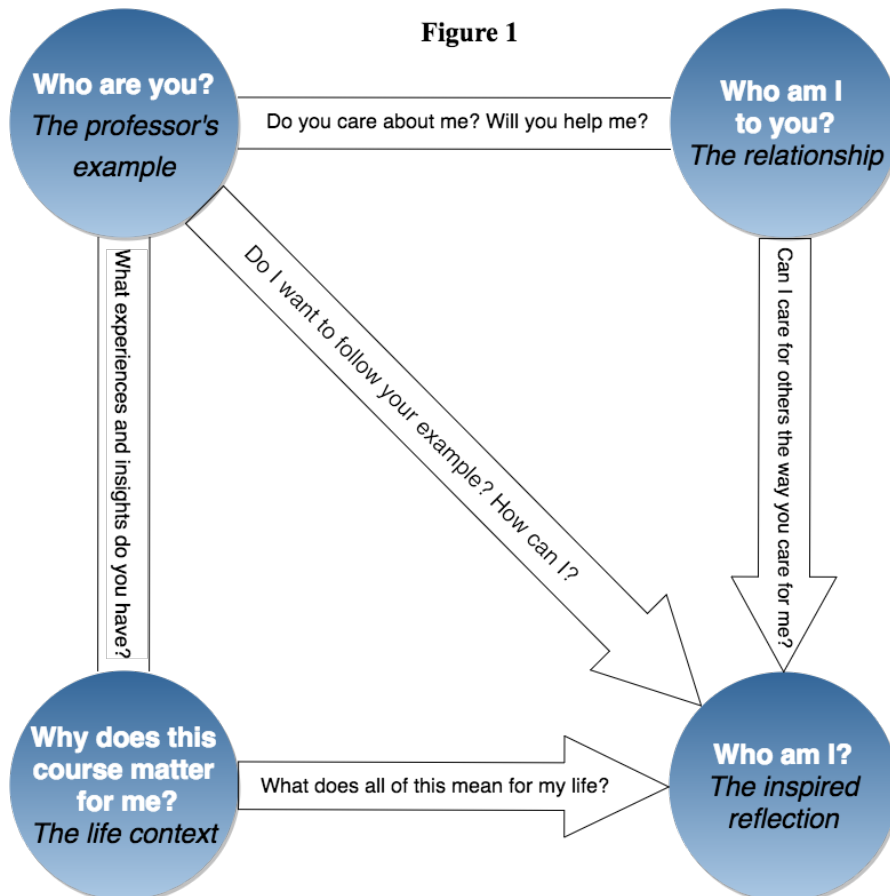 Figure 1
Who are you?
The professor's
example
Do you care about me? Will you help me?
Who am I
to you?
The relationship
What experiences and insights do you have?
Do I want to follow your example? How can I?
Can I care for others the way you care for me?
Why does this
course matter
for me?
The life context
What does all of this mean for my life?
Who am I?
The inspired
reflection